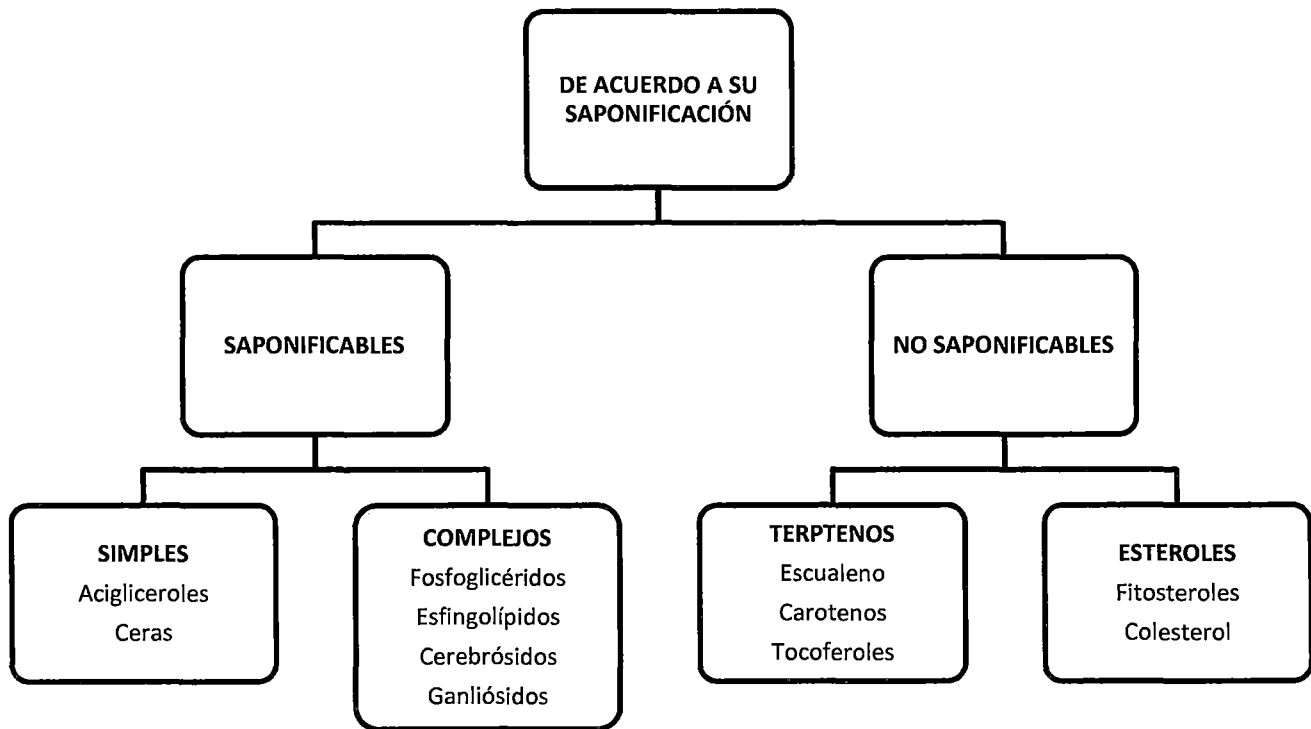 DE ACUERDO A SU
SAPONIFICACIÓN
SAPONIFICABLES
NO SAPONIFICABLES
SIMPLES
Acigliceroles
Ceras
COMPLEJOS
Fosfoglicéridos
Esfingolípidos
Cerebrósidos
Ganliósidos
TERPTENOS
Escualeno
Carotenos
Tocoferoles
ESTEROLES
Fitosteroles
Colesterol